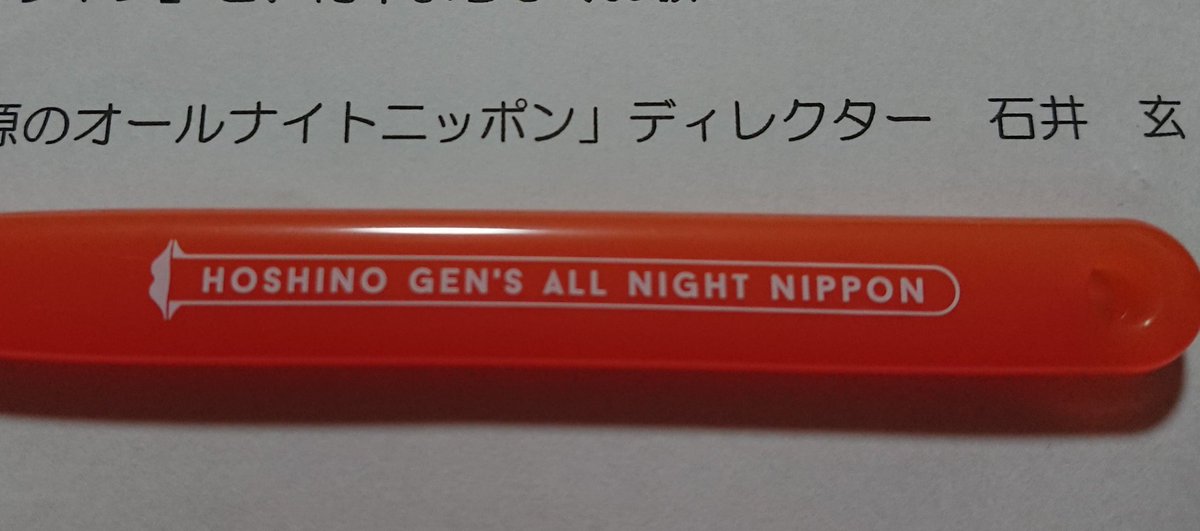 源のオールナイトニッポン」ディレクター　石井　玄
HOSHINO GEN'S ALL NIGHT NIPPON